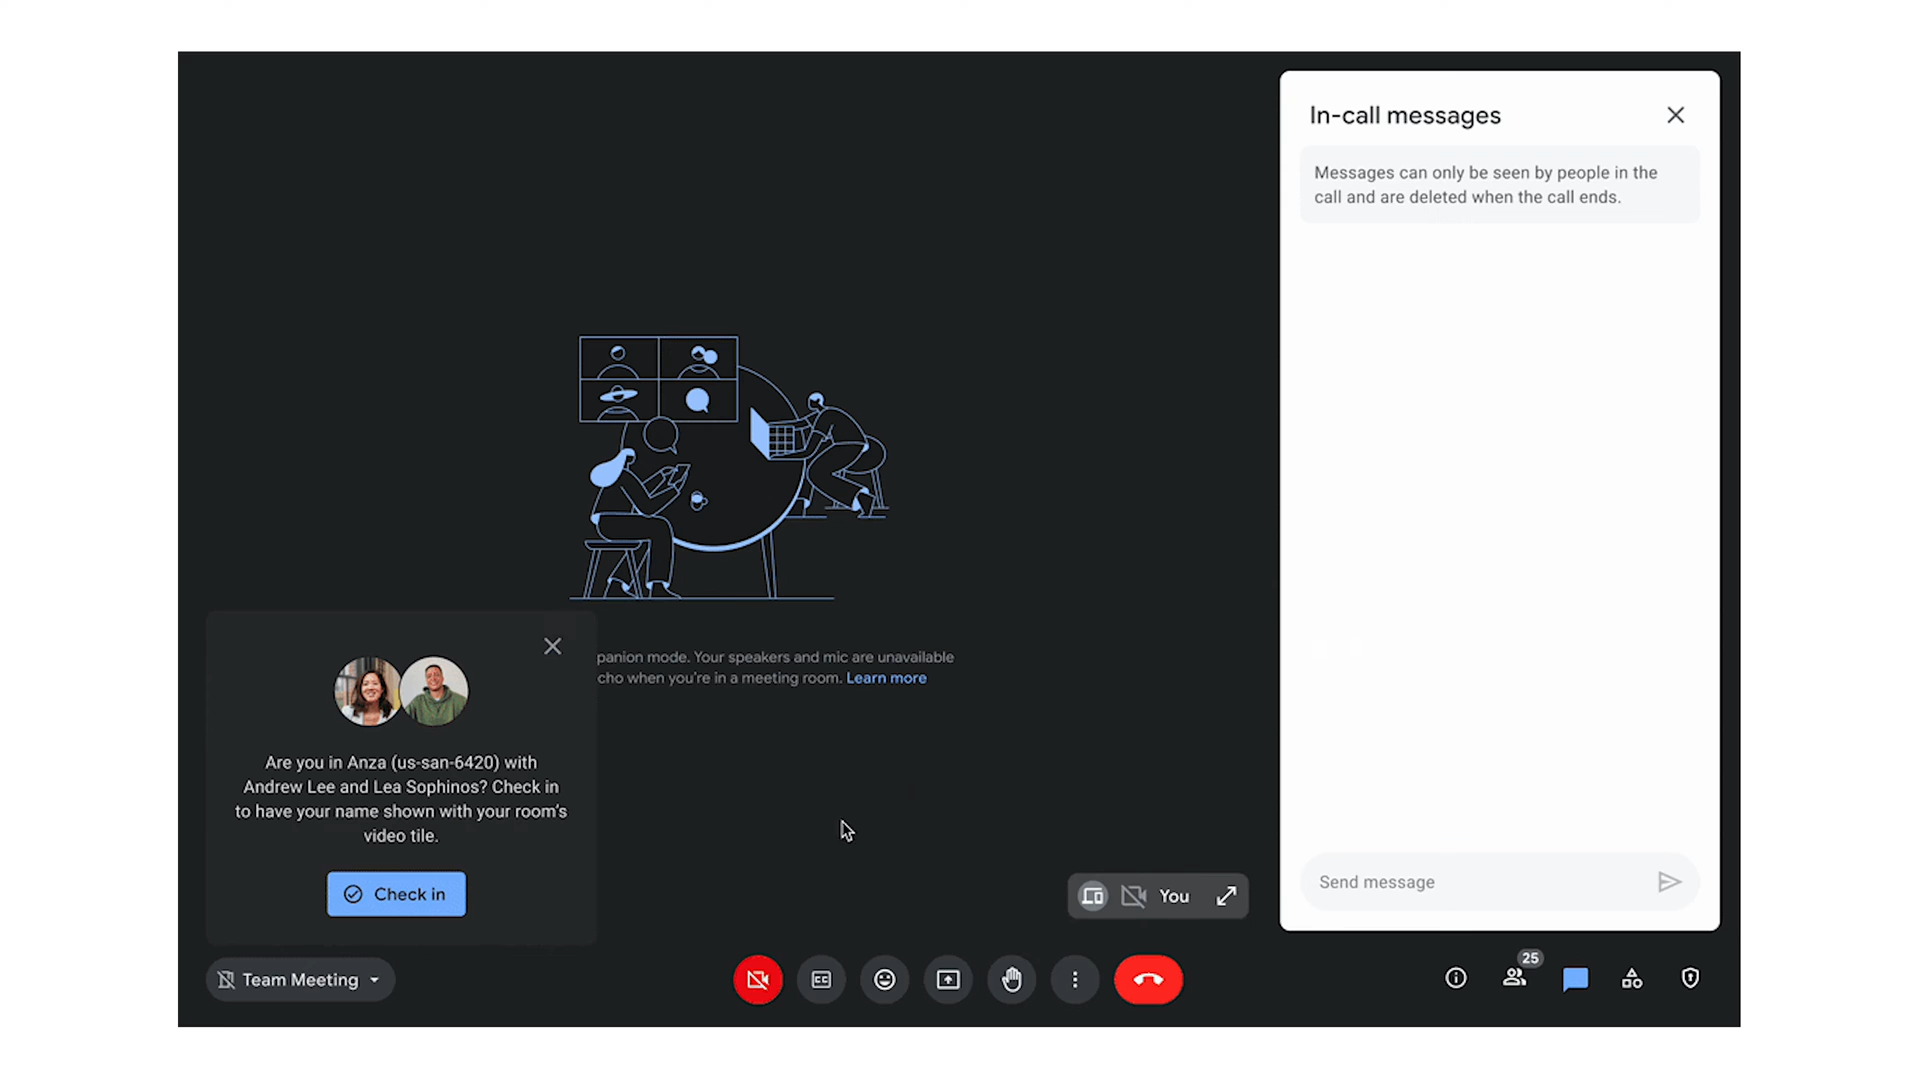 In-call messages
Messages can only be seen by people in the
call and are deleted when the call ends.
panion mode. Your speakers and mic are unavailable
cho when you're in a meeting room. Learn more
Are you in Anza (us-san-6420) with
Andrew Lee and Lea Sophinos? Check in
to have your name shown with your room's
video tile.
Check in
You
Send message
Team Meeting
CC
25